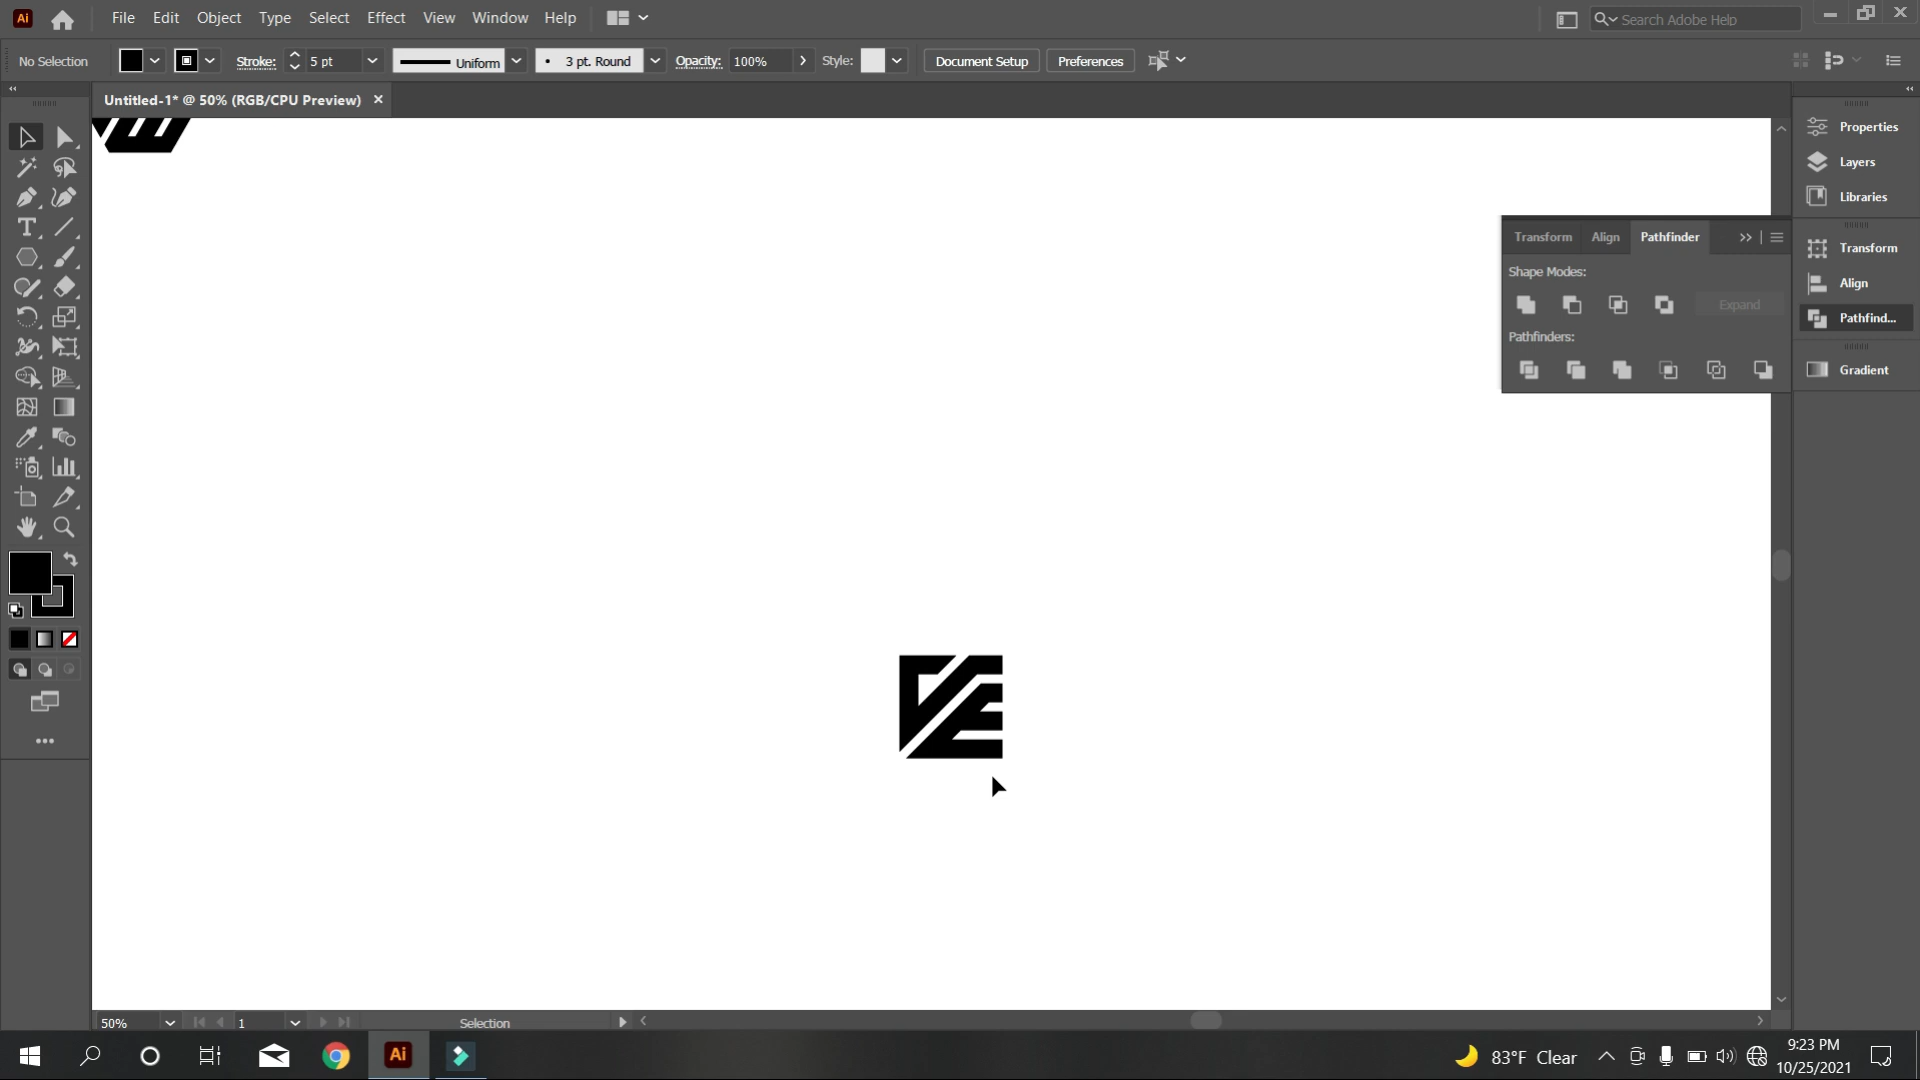 Ai File Edit Object Type Select Effect View Window Help Search Adobe Help
No Selection Stroke: 5 pt Uniform 3 pt. Round Opacity: 100% Style: Document Setup Preferences
Untitled-1* @ 50% (RGB/CPU Preview)
Properties
Layers
Libraries
Transform
Align
Pathfind...
Gradient
Transform Align Pathfinder
Shape Modes:
Expand
Pathfinders:
50% 1 Selection
Ai 83°F Clear 9:23 PM
10/25/2021